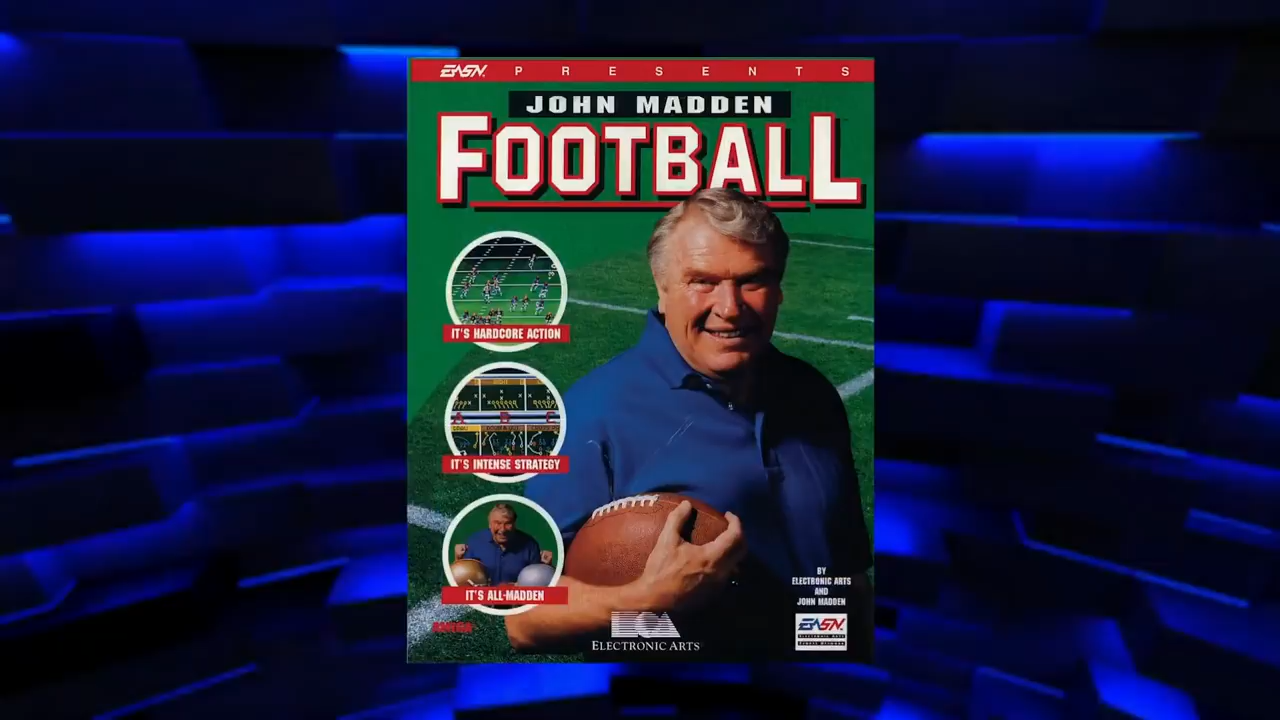 EASN. PRESENTS
JOHN MADDEN
FOOTBALL
IT'S HARDCORE ACTION
IT'S INTENSE STRATEGY
IT'S ALL-MADDEN
BY
ELECTRONIC ARTS
AND
JOHN MADDEN
EASN.
ELECTRONIC ARTS